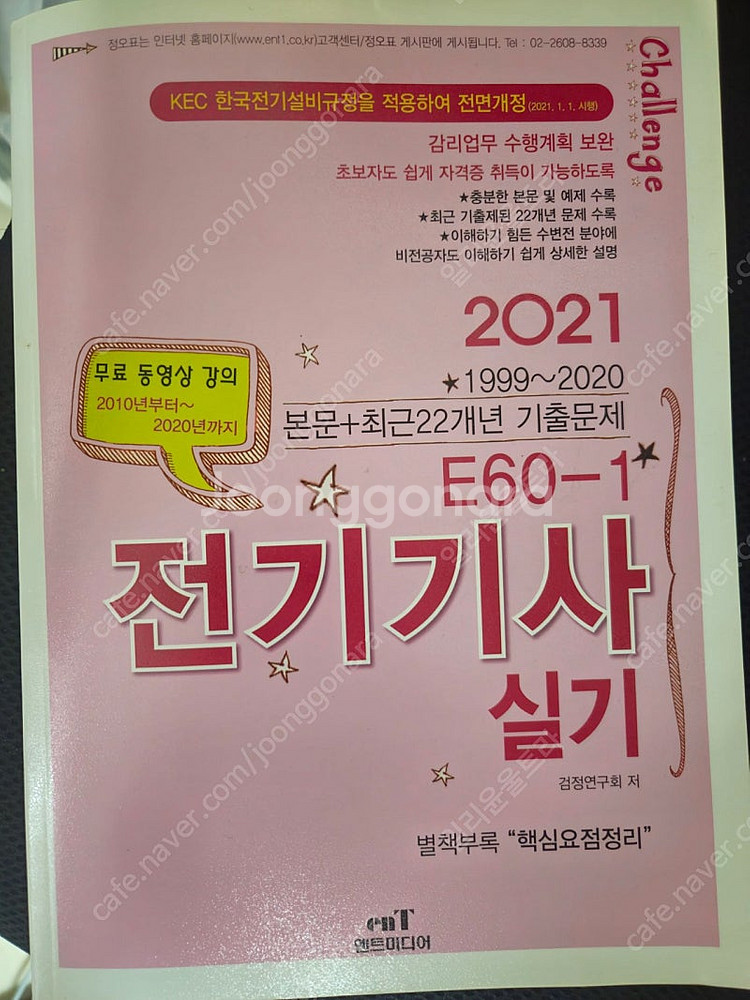 정오표는 인터넷 홈페이지(www.ent1.co.kr)고객센터/정오표 게시판에 게시됩니다. Tel : 02-2608-8339
Challenge
KEC 한국전기설비규정을 적용하여 전면개정(2021. 1. 1. 시행)
감리업무 수행계획 보완
초보자도 쉽게 자격증 취득이 가능하도록
★충분한 본문 및 예제 수록
★최근 기출제된 22개년 문제 수록
★이해하기 힘든 수변전 분야에
비전공자도 이해하기 쉽게 상세한 설명
2021
★1999~2020
본문+최근22개년 기출문제
무료 동영상 강의
2010년부터~
2020년까지
E60-1
전기기사
실기
검정연구회 저
별책부록 “핵심요점정리”
enT
엔트미디어
Joonggonara
cafe.naver.com/joonggonara